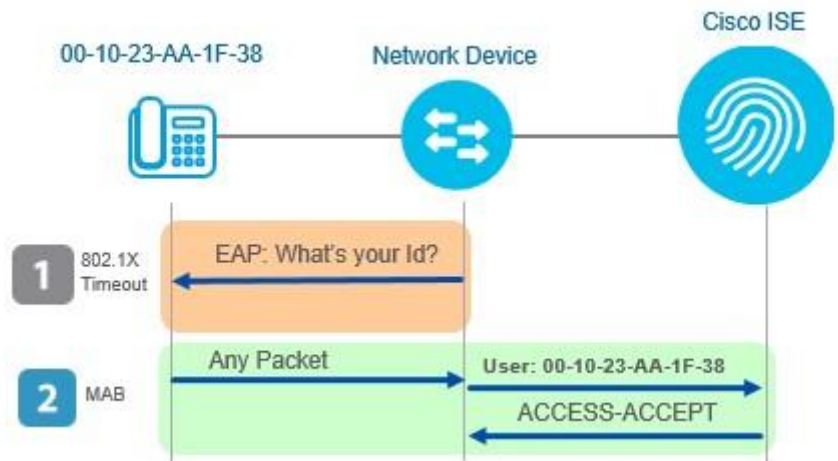 Cisco ISE
00-10-23-AA-1F-38
Network Device
1
802.1X
Timeout
EAP: What's your Id?
2
MAB
Any Packet
User: 00-10-23-AA-1F-38
ACCESS-ACCEPT